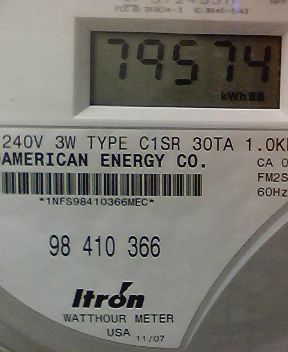 79574
kWh
240V 3W TYPE C1SR 30TA 1.0K
AMERICAN ENERGY CO.
CA 0
FM2S
60Hz
*1NFS98410366MEC*
98 410 366
Itrón
WATTHOUR METER
USA 11/07